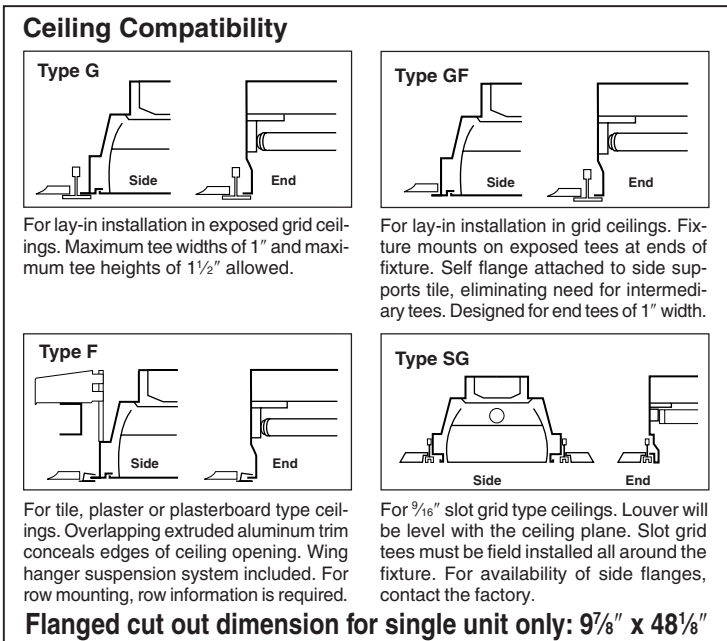 Ceiling Compatibility
Type G
Side
End
For lay-in installation in exposed grid ceil-
ings. Maximum tee widths of 1″ and maxi-
mum tee heights of 1½″ allowed.
Type GF
Side
End
For lay-in installation in grid ceilings. Fix-
ture mounts on exposed tees at ends of
fixture. Self flange attached to side sup-
ports tile, eliminating need for intermedi-
ary tees. Designed for end tees of 1″ width.
Type F
Side
End
For tile, plaster or plasterboard type ceil-
ings. Overlapping extruded aluminum trim
conceals edges of ceiling opening. Wing
hanger suspension system included. For
row mounting, row information is required.
Type SG
Side
End
For ⁹⁄₁₆″ slot grid type ceilings. Louver will
be level with the ceiling plane. Slot grid
tees must be field installed all around the
fixture. For availability of side flanges,
contact the factory.
Flanged cut out dimension for single unit only: 9⅞″ x 48⅛″